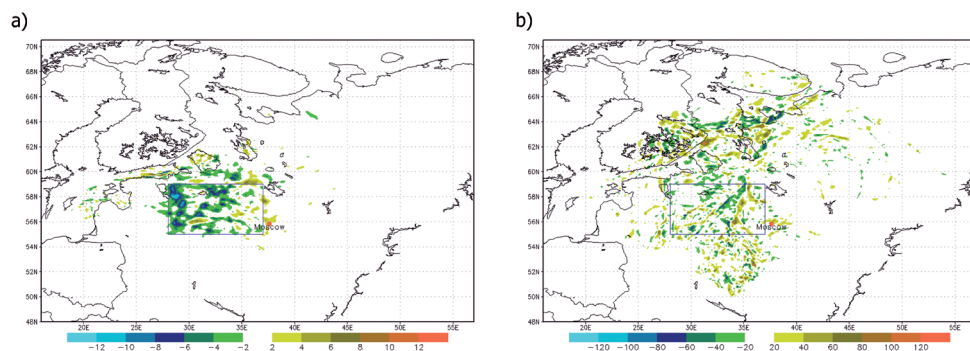 a)
70N
68N
66N
64N
62N
60N
58N
56N
54N
52N
50N
48N
Moscow
20E 25E 30E 35E 40E 45E 50E 55E
−12 −10 −8 −6 −4 −2 2 4 6 8 10 12
b)
70N
68N
66N
64N
62N
60N
58N
56N
54N
52N
50N
48N
Moscow
20E 25E 30E 35E 40E 45E 50E 55E
−120 −100 −80 −60 −40 −20 20 40 60 80 100 120